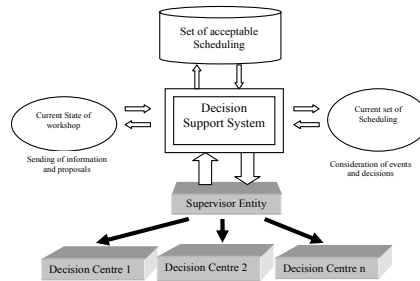 Set of acceptable
Scheduling
Current State of
workshop
Decision
Support System
Current set of
Scheduling
Sending of information
and proposals
Consideration of events
and decisions
Supervisor Entity
Decision Centre 1
Decision Centre 2
Decision Centre n